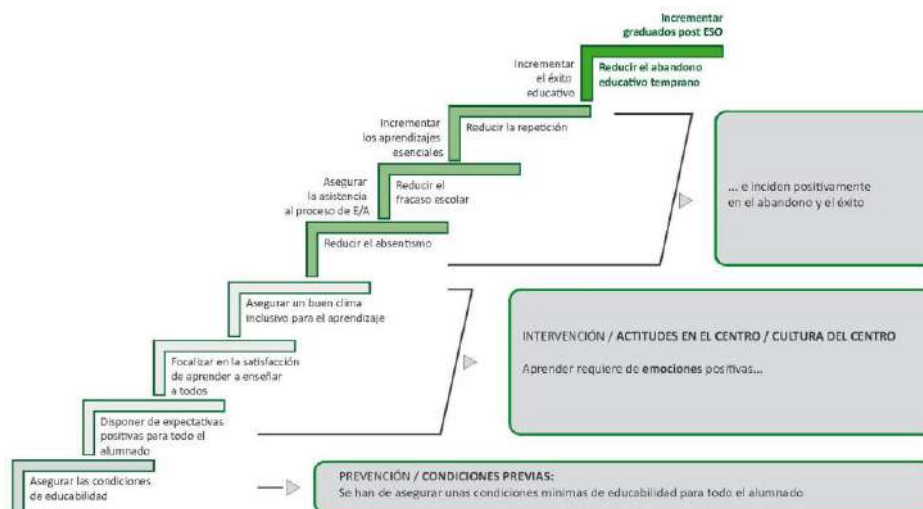 Incrementar
graduados post ESO
Reducir el abandono
educativo temprano
Incrementar
el éxito
educativo
Reducir la repetición
Incrementar
los aprendizajes
esenciales
Reducir el
fracaso escolar
Asegurar
la asistencia
al proceso de E/A
Reducir el absentismo
... e inciden positivamente
en el abandono y el éxito
Asegurar un buen clima
inclusivo para el aprendizaje
Focalizar en la satisfacción
de aprender a enseñar
a todos
Disponer de expectativas
positivas para todo el
alumnado
INTERVENCIÓN / ACTITUDES EN EL CENTRO / CULTURA DEL CENTRO
Aprender requiere de emociones positivas...
Asegurar las condiciones
de educabilidad
PREVENCIÓN / CONDICIONES PREVIAS:
Se han de asegurar unas condiciones mínimas de educabilidad para todo el alumnado